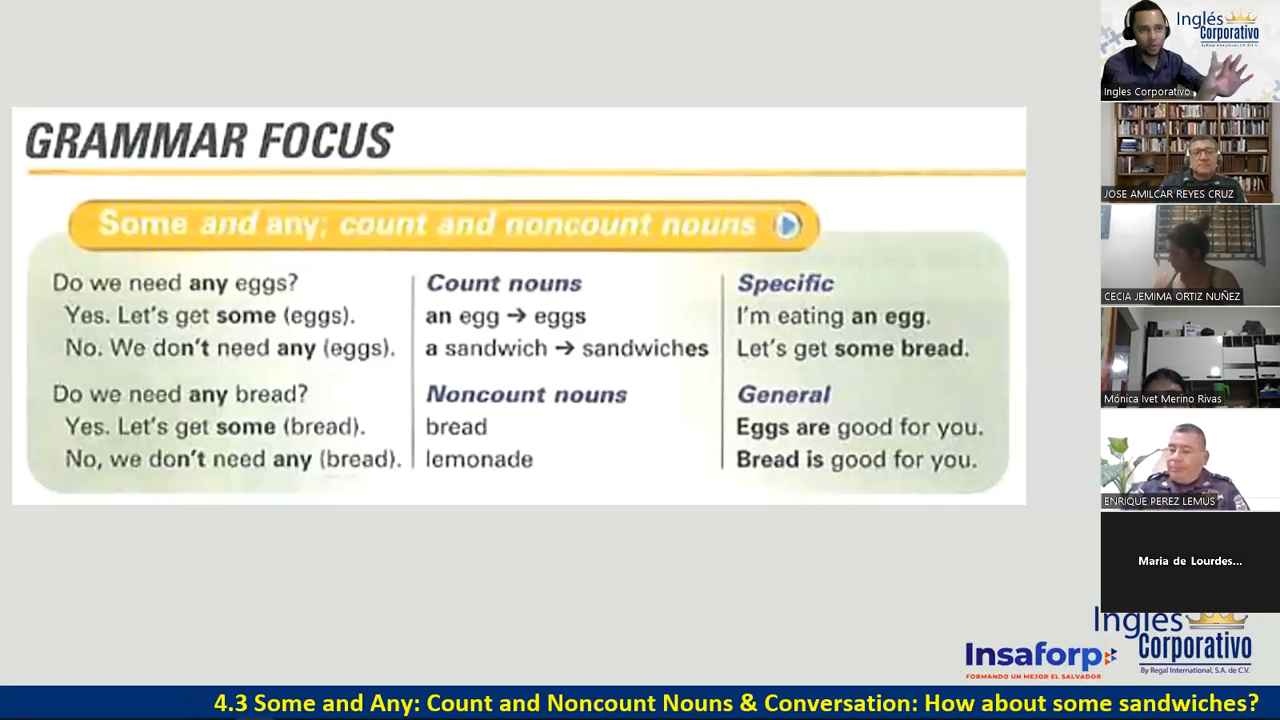 GRAMMAR FOCUS
Some and any; count and noncount nouns
Do we need any eggs?
Yes. Let's get some (eggs).
No. We don't need any (eggs).
Do we need any bread?
Yes. Let's get some (bread).
No, we don't need any (bread).
Count nouns
an egg → eggs
a sandwich → sandwiches
Noncount nouns
bread
lemonade
Specific
I'm eating an egg.
Let's get some bread.
General
Eggs are good for you.
Bread is good for you.
Inglés
Corporativo
By Regal International, S.A. de C.V.
Ingles Corporativo
JOSE AMILCAR REYES CRUZ
CECIA JEMIMA ORTIZ NUÑEZ
Mónica Ivet Merino Rivas
ENRIQUE PEREZ LEMUS
Maria de Lourdes...
Insaforp
FORMANDO UN MEJOR EL SALVADOR
Inglés
Corporativo
By Regal International, S.A. de C.V.
4.3 Some and Any: Count and Noncount Nouns & Conversation: How about some sandwiches?